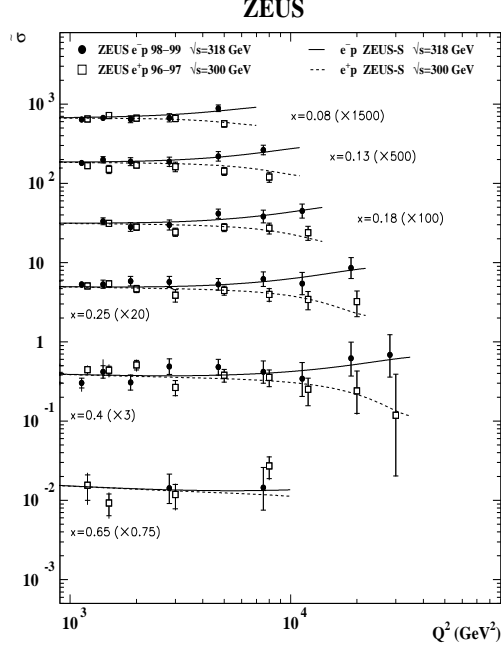 ZEUS
σ̃
ZEUS e⁻p 98−99 √s=318 GeV
e⁻p ZEUS-S √s=318 GeV
ZEUS e⁺p 96−97 √s=300 GeV
e⁺p ZEUS-S √s=300 GeV
10³
x=0.08 (×1500)
x=0.13 (×500)
10²
x=0.18 (×100)
10
x=0.25 (×20)
1
10⁻¹
x=0.4 (×3)
10⁻²
x=0.65 (×0.75)
10⁻³
10³
10⁴
Q² (GeV²)